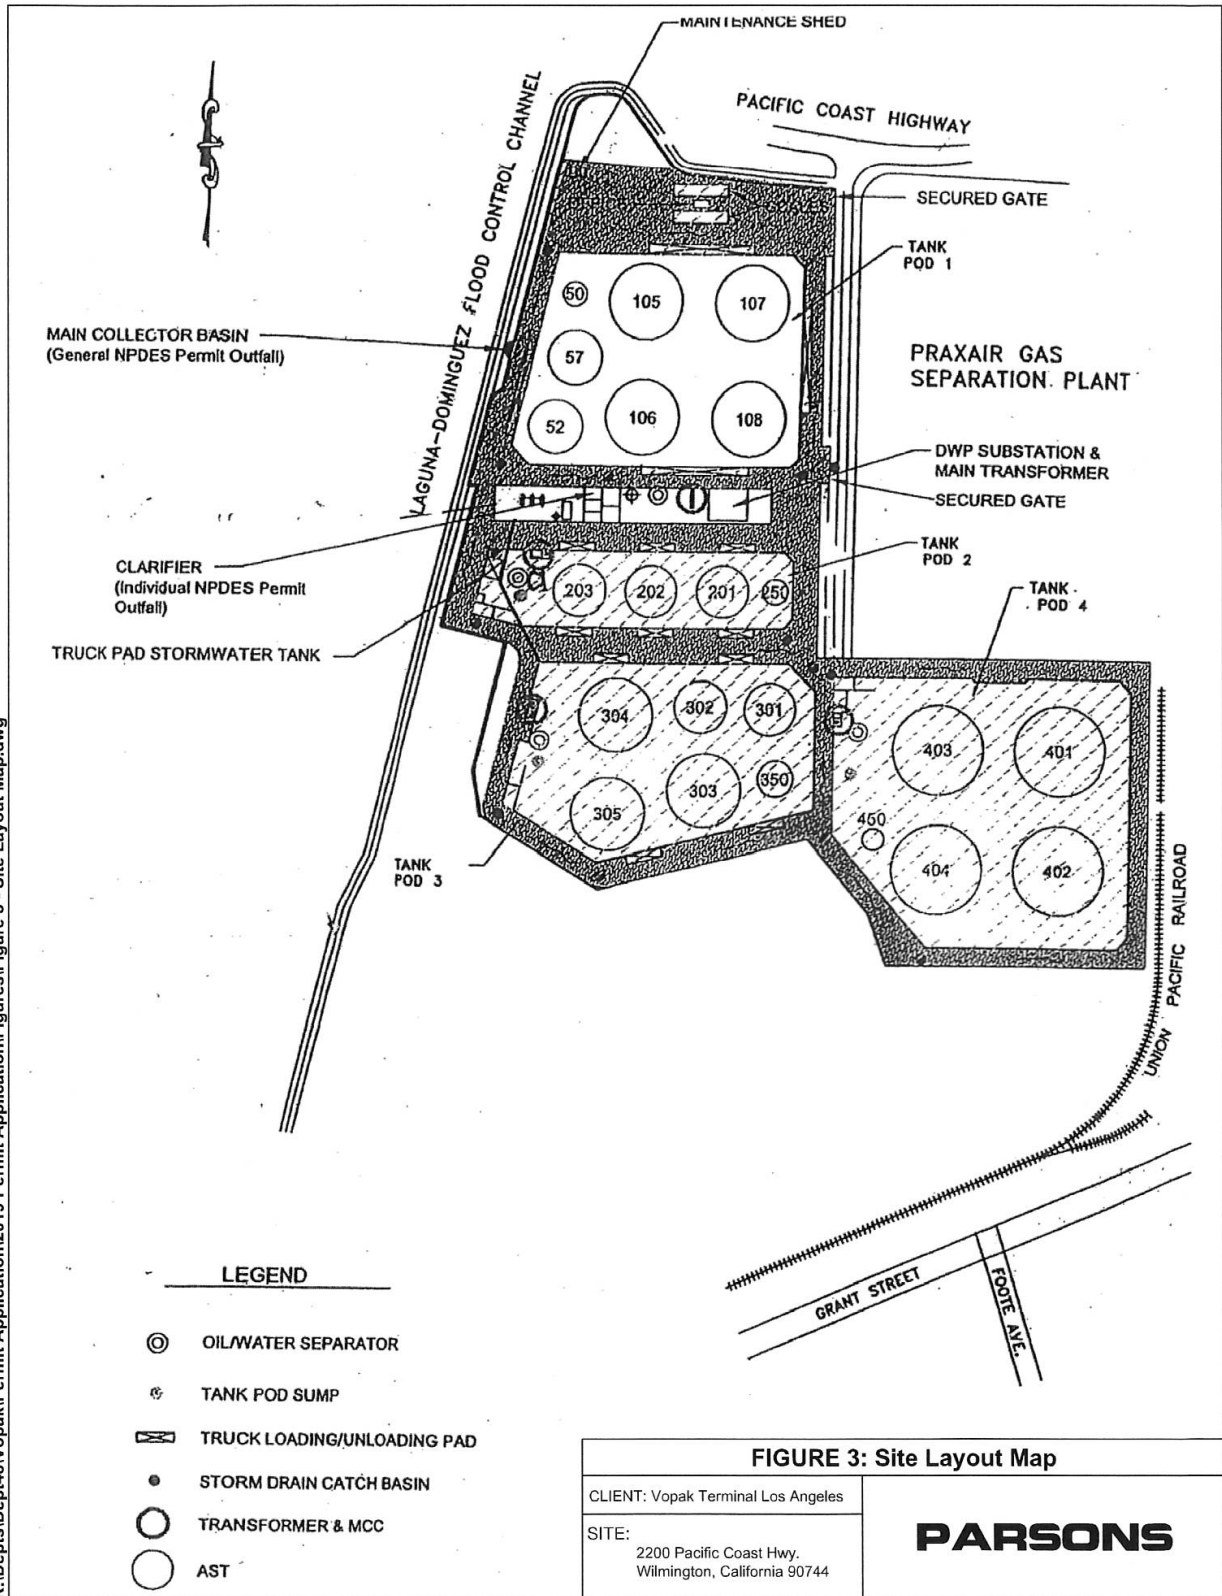 MAINTENANCE SHED
PACIFIC COAST HIGHWAY
LAGUNA-DOMINGUEZ FLOOD CONTROL CHANNEL
SECURED GATE
TANK
POD 1
50
105
107
MAIN COLLECTOR BASIN
(General NPDES Permit Outfall)
57
PRAXAIR GAS
SEPARATION PLANT
52
106
108
DWP SUBSTATION &
MAIN TRANSFORMER
SECURED GATE
CLARIFIER
(Individual NPDES Permit
Outfall)
TANK
POD 2
203
202
201
250
TANK
POD 4
TRUCK PAD STORMWATER TANK
304
302
301
403
401
305
303
350
450
404
402
TANK
POD 3
UNION PACIFIC RAILROAD
GRANT STREET
FOOTE AVE.
LEGEND
OIL/WATER SEPARATOR
TANK POD SUMP
TRUCK LOADING/UNLOADING PAD
STORM DRAIN CATCH BASIN
TRANSFORMER & MCC
AST
FIGURE 3: Site Layout Map
CLIENT: Vopak Terminal Los Angeles
SITE:
2200 Pacific Coast Hwy.
Wilmington, California 90744
PARSONS